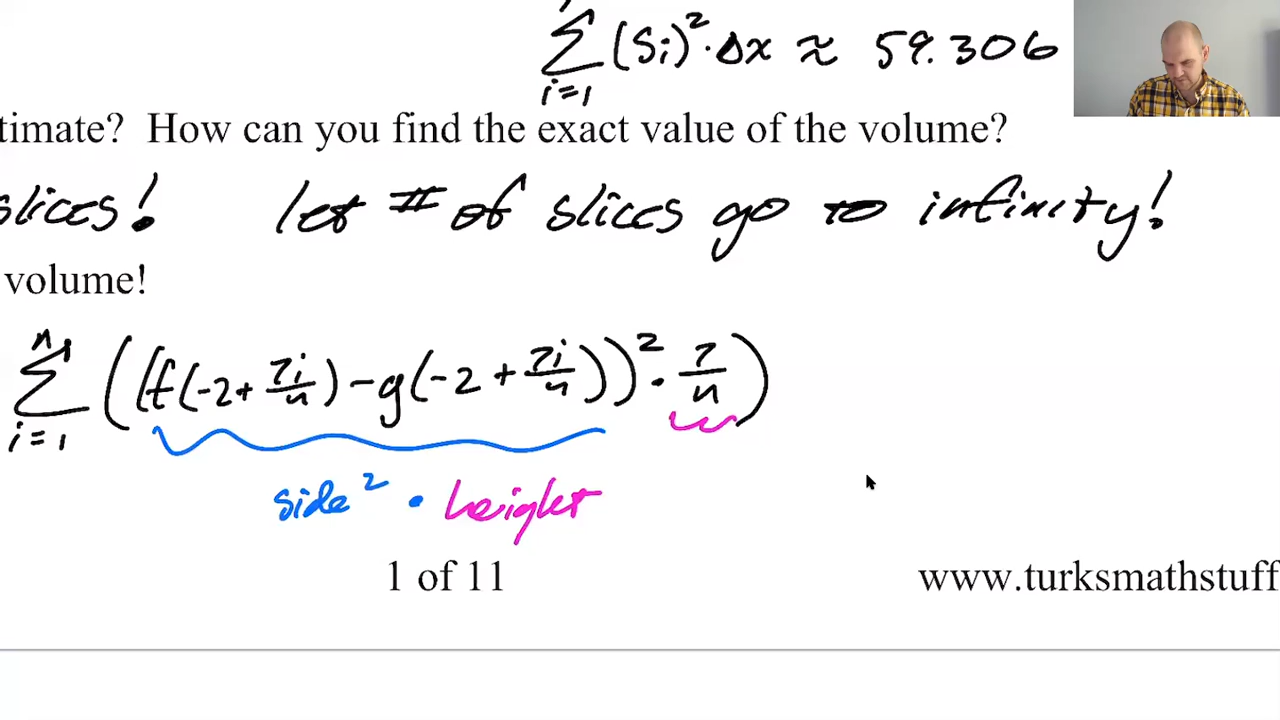 ∑ i=1 (Si)²·Δx ≈ 59.306
timate? How can you find the exact value of the volume?
slices! let # of slices go to infinity!
volume!
n ∑ i=1 ((f(-2+7i/n)-g(-2+7i/n))²·7/n)
side² · height
1 of 11 www.turksmathstuff